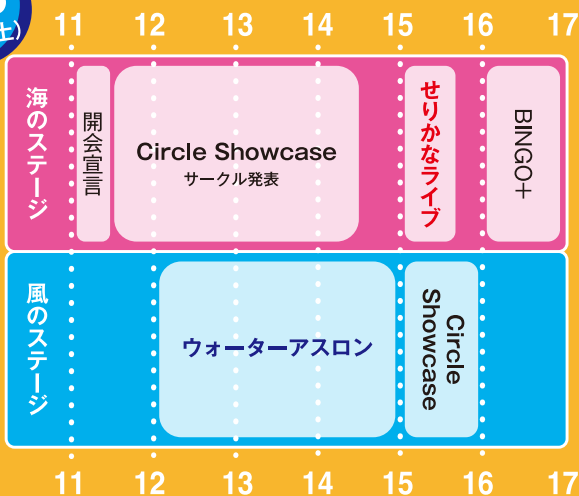 土)
11 12 13 14 15 16 17
海のステージ
開会宣言
Circle Showcase
サークル発表
せりかなライブ
BINGO+
風のステージ
ウォーターアスロン
Circle
Showcase
11 12 13 14 15 16 17